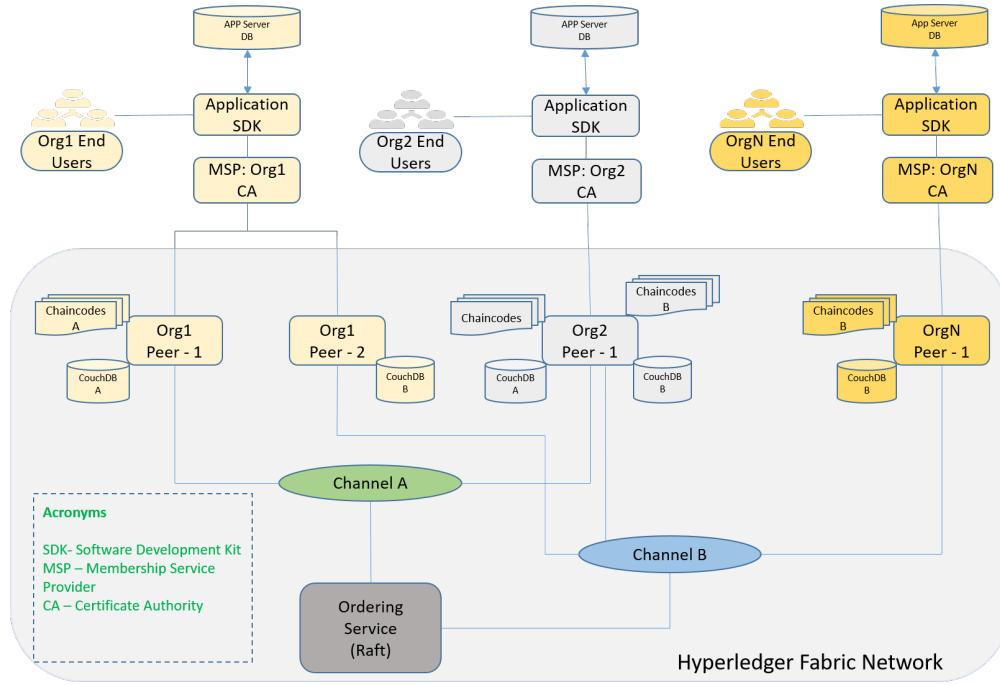 APP Server
DB
APP Server
DB
App Server
DB
Application
SDK
Application
SDK
Application
SDK
Org1 End
Users
Org2 End
Users
OrgN End
Users
MSP: Org1
CA
MSP: Org2
CA
MSP: OrgN
CA
Chaincodes
A
Org1
Peer - 1
CouchDB
A
Org1
Peer - 2
CouchDB
B
Chaincodes
Chaincodes
B
Org2
Peer - 1
CouchDB
A
CouchDB
B
Chaincodes
B
OrgN
Peer - 1
CouchDB
B
Channel A
Channel B
Acronyms
SDK- Software Development Kit
MSP – Membership Service
Provider
CA – Certificate Authority
Ordering
Service
(Raft)
Hyperledger Fabric Network